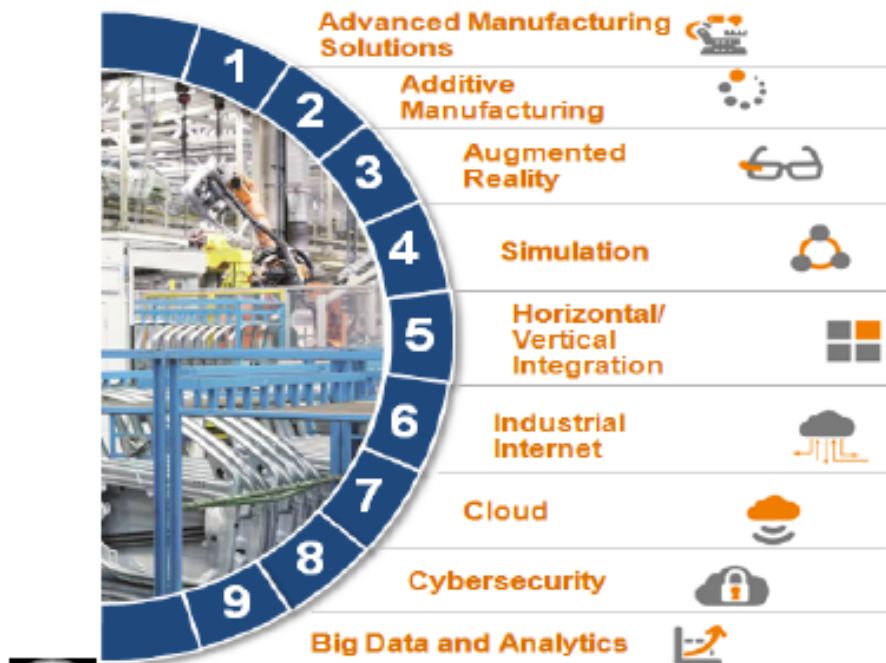 1
Advanced Manufacturing
Solutions
2
Additive
Manufacturing
3
Augmented
Reality
4
Simulation
5
Horizontal/
Vertical
Integration
6
Industrial
Internet
7
Cloud
8
Cybersecurity
9
Big Data and Analytics